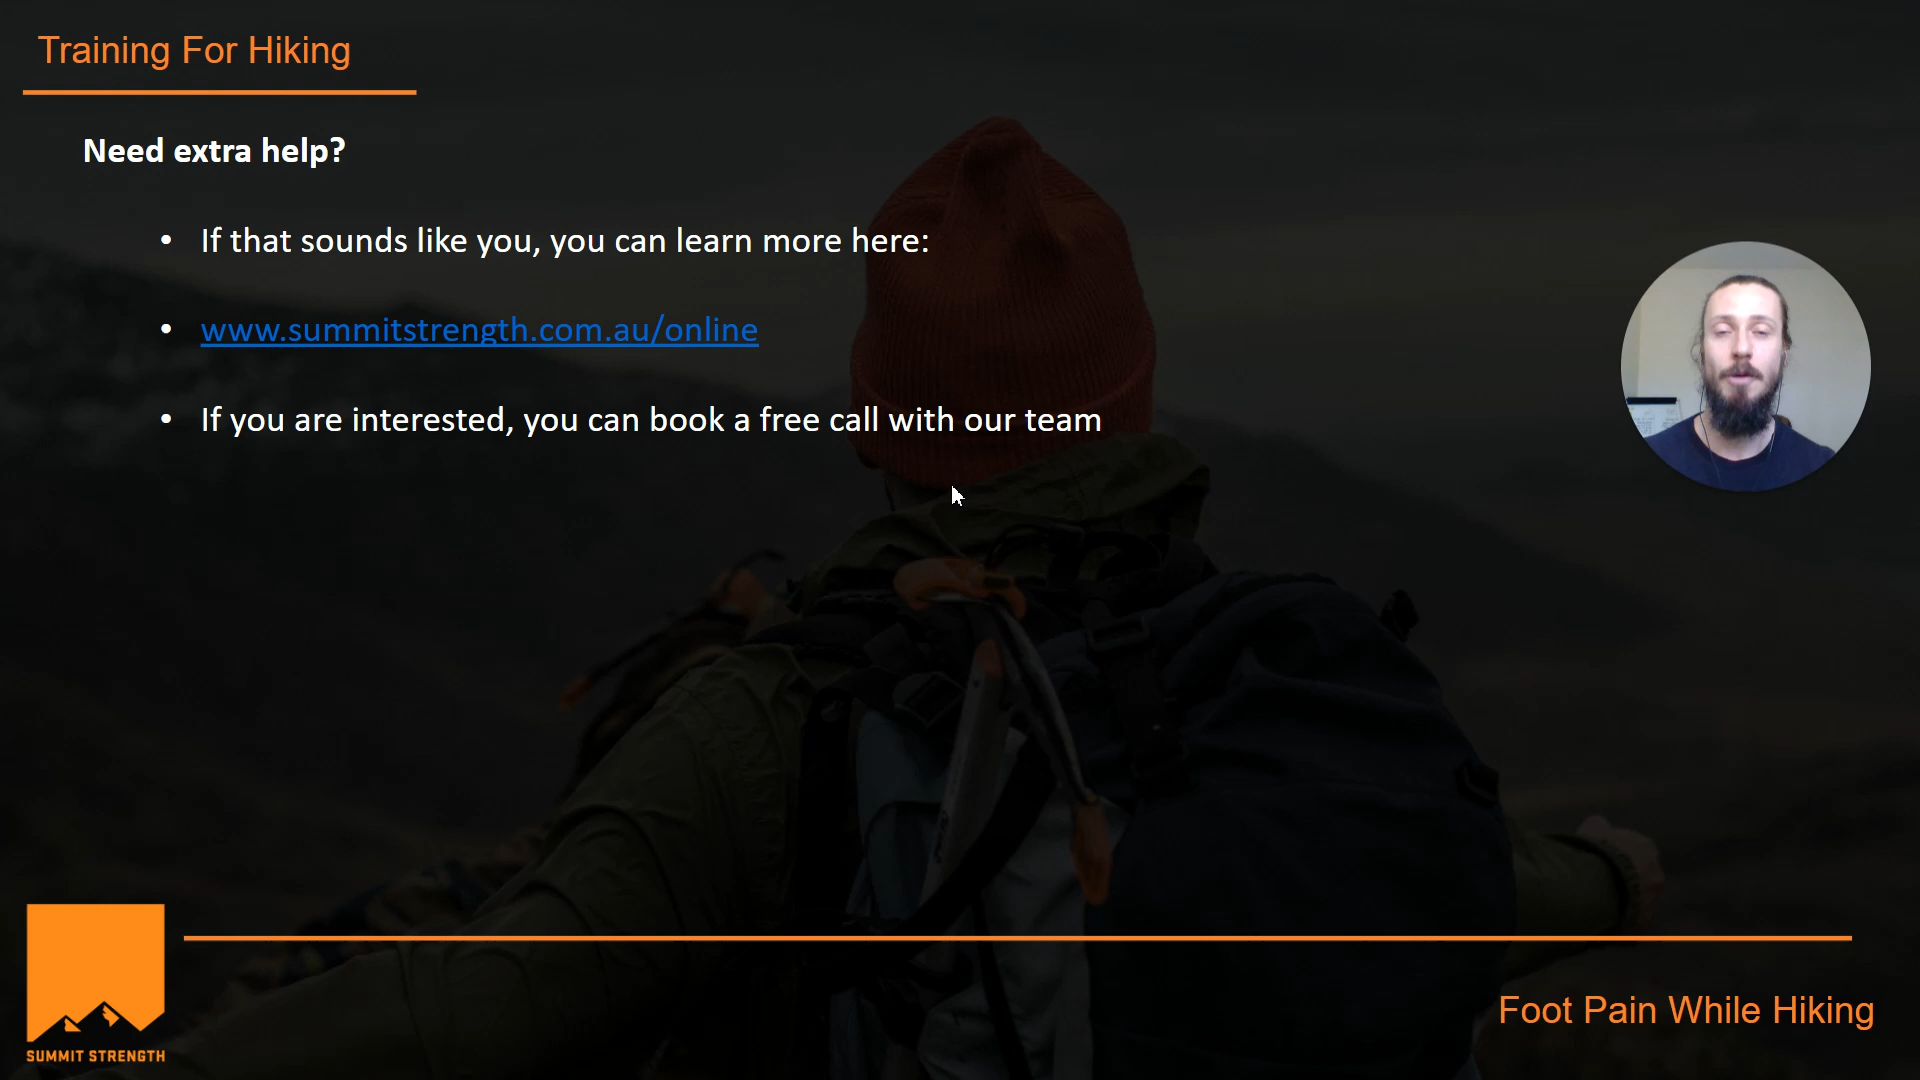 Training For Hiking
Need extra help?
• If that sounds like you, you can learn more here:
• www.summitstrength.com.au/online
• If you are interested, you can book a free call with our team
SUMMIT STRENGTH
Foot Pain While Hiking